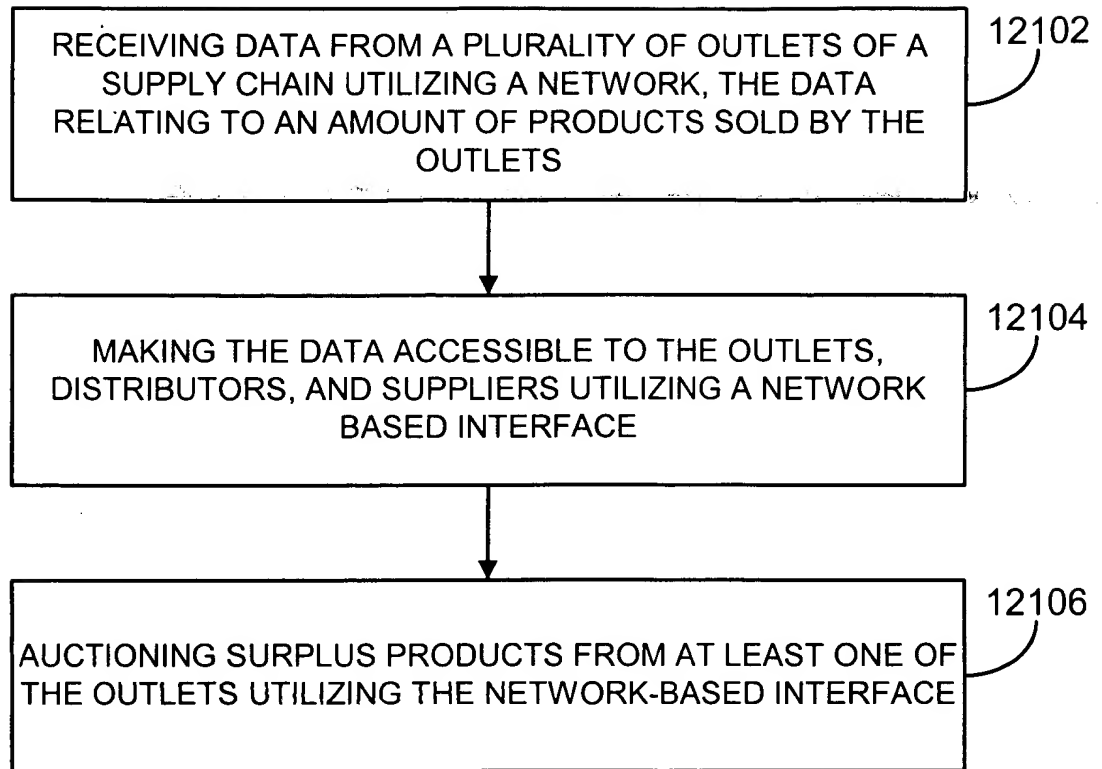 RECEIVING DATA FROM A PLURALITY OF OUTLETS OF A
SUPPLY CHAIN UTILIZING A NETWORK, THE DATA
RELATING TO AN AMOUNT OF PRODUCTS SOLD BY THE
OUTLETS
12102
MAKING THE DATA ACCESSIBLE TO THE OUTLETS,
DISTRIBUTORS, AND SUPPLIERS UTILIZING A NETWORK
BASED INTERFACE
12104
AUCTIONING SURPLUS PRODUCTS FROM AT LEAST ONE OF
THE OUTLETS UTILIZING THE NETWORK-BASED INTERFACE
12106